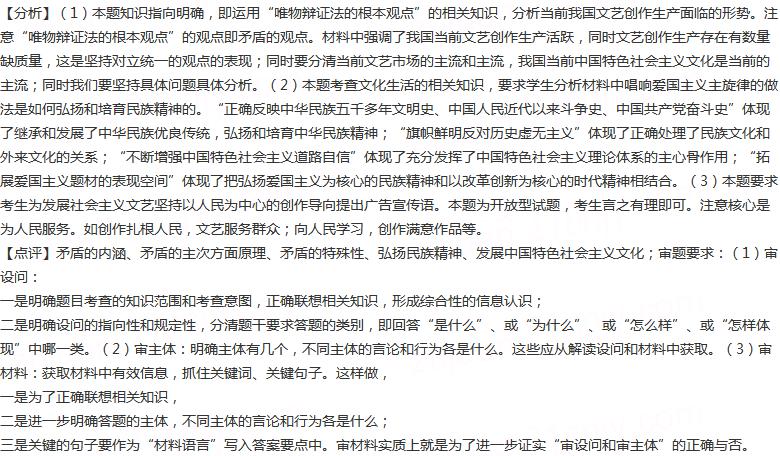 【分析】（1）本题知识指向明确，即运用“唯物辩证法的根本观点”的相关知识，分析当前我国文艺创作生产面临的形势。注
意“唯物辩证法的根本观点”的观点即矛盾的观点。材料中强调了我国当前文艺创作生产活跃，同时文艺创作生产存在有数量
缺质量，这是坚持对立统一的观点的表现；同时要分清当前文艺市场的主流和主流，我国当前中国特色社会主义文化是当前的
主流；同时我们要坚持具体问题具体分析。（2）本题考查文化生活的相关知识，要求学生分析材料中唱响爱国主义主旋律的做
法是如何弘扬和培育民族精神的。“正确反映中华民族五千多年文明史、中国人民近代以来斗争史、中国共产党奋斗史”体现
了继承和发展了中华民族优良传统，弘扬和培育中华民族精神；“旗帜鲜明反对历史虚无主义”体现了正确处理了民族文化和
外来文化的关系；“不断增强中国特色社会主义道路自信”体现了充分发挥了中国特色社会主义理论体系的主心骨作用；“拓
展爱国主义题材的表现空间”体现了把弘扬爱国主义为核心的民族精神和以改革创新为核心的时代精神相结合。（3）本题要求
考生为发展社会主义文艺坚持以人民为中心的创作导向提出广告宣传语。本题为开放型试题，考生言之有理即可。注意核心是
为人民服务。如创作扎根人民，文艺服务群众；向人民学习，创作满意作品等。
【点评】矛盾的内涵、矛盾的主次方面原理、矛盾的特殊性、弘扬民族精神、发展中国特色社会主义文化；审题要求：（1）审
设问：
一是明确题目考查的知识范围和考查意图，正确联想相关知识，形成综合性的信息认识；
二是明确设问的指向性和规定性，分清题干要求答题的类别，即回答“是什么”、或“为什么”、或“怎么样”、或“怎样体
现”中哪一类。（2）审主体：明确主体有几个，不同主体的言论和行为各是什么。这些应从解读设问和材料中获取。（3）审
材料：获取材料中有效信息，抓住关键词、关键句子。这样做，
一是为了正确联想相关知识，
二是进一步明确答题的主体，不同主体的言论和行为各是什么；
三是关键的句子要作为“材料语言”写入答案要点中。审材料实质上就是为了进一步证实“审设问和审主体”的正确与否。